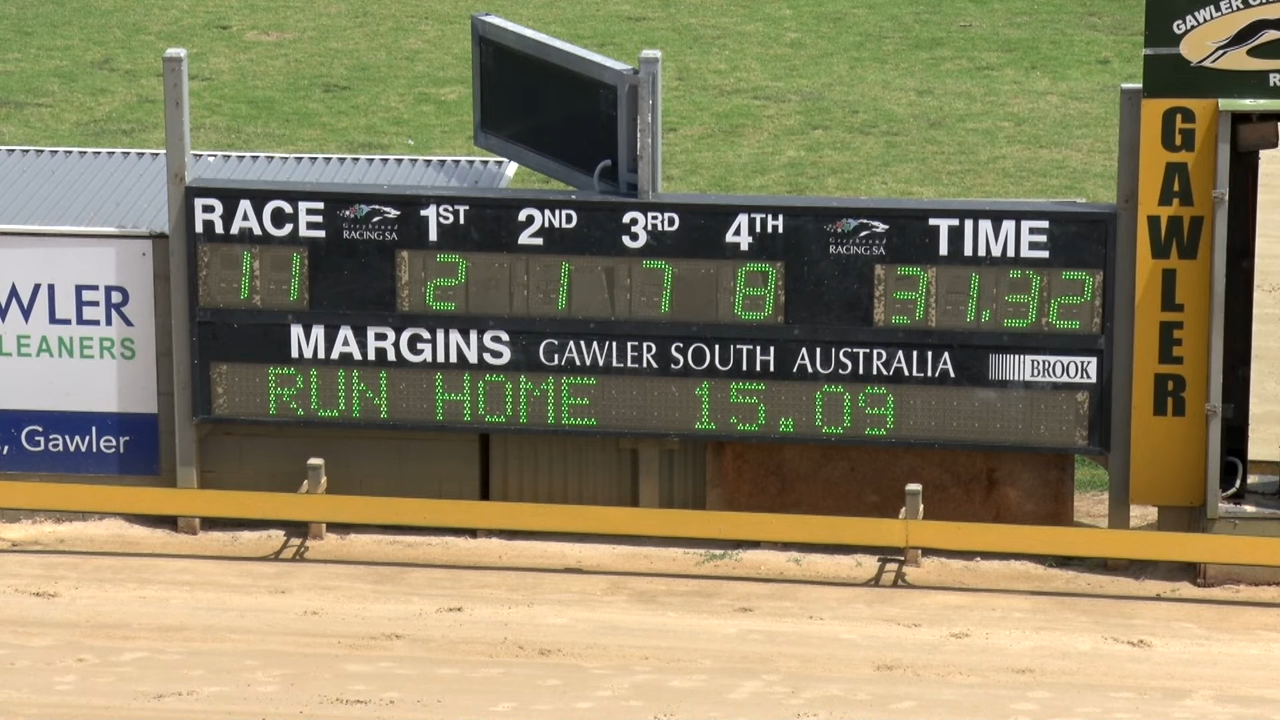 GAWLER
R
GAWLER
RACE
Greyhound
RACING SA
1ST
2ND
3RD
4TH
Greyhound
RACING SA
TIME
11
2
1
7
8
31.32
MARGINS
GAWLER SOUTH AUSTRALIA
BROOK
RUN HOME 15.09
WLER
LEANERS
, Gawler